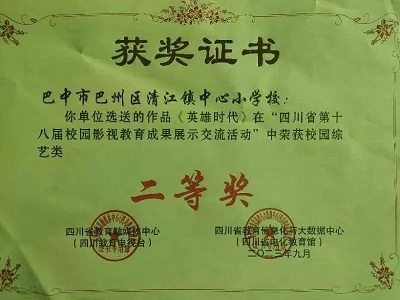 获奖证书
巴中市巴州区清江镇中心小学校：
你单位选送的作品《英雄时代》在“四川省第十
八届校园影视教育成果展示交流活动”中荣获校园综
艺类
二等奖
四川省教育融媒体中心 四川省教育信息化与大数据中心
（四川教育电视台） （四川省电化教育馆）
二〇二三年九月